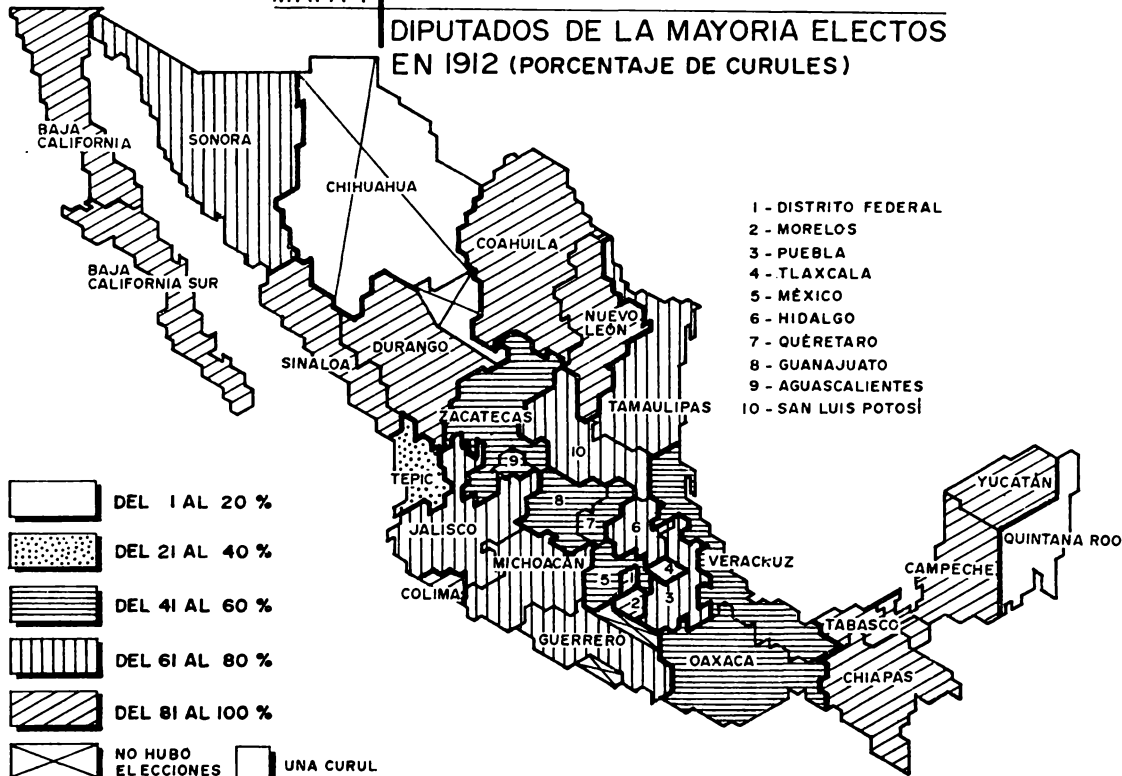 DIPUTADOS DE LA MAYORIA ELECTOS
EN 1912 (PORCENTAJE DE CURULES)
BAJA
CALIFORNIA
SONORA
CHIHUAHUA
COAHUILA
BAJA
CALIFORNIA SUR
NUEVO
LEÓN
DURANGO
SINALOA
ZACATECAS
TAMAULIPAS
TEPIC
JALISCO
MICHOACÁN
COLIMA
GUERRERO
VERACRUZ
OAXACA
TABASCO
CHIAPAS
CAMPECHE
YUCATÁN
QUINTANA ROO
9
10
8
7
6
5
1
4
2
3
1 - DISTRITO FEDERAL
2 - MORELOS
3 - PUEBLA
4 - TLAXCALA
5 - MÉXICO
6 - HIDALGO
7 - QUÉRETARO
8 - GUANAJUATO
9 - AGUASCALIENTES
10 - SAN LUIS POTOSÍ
DEL 1 AL 20 %
DEL 21 AL 40 %
DEL 41 AL 60 %
DEL 61 AL 80 %
DEL 81 AL 100 %
NO HUBO
ELECCIONES
UNA CURUL